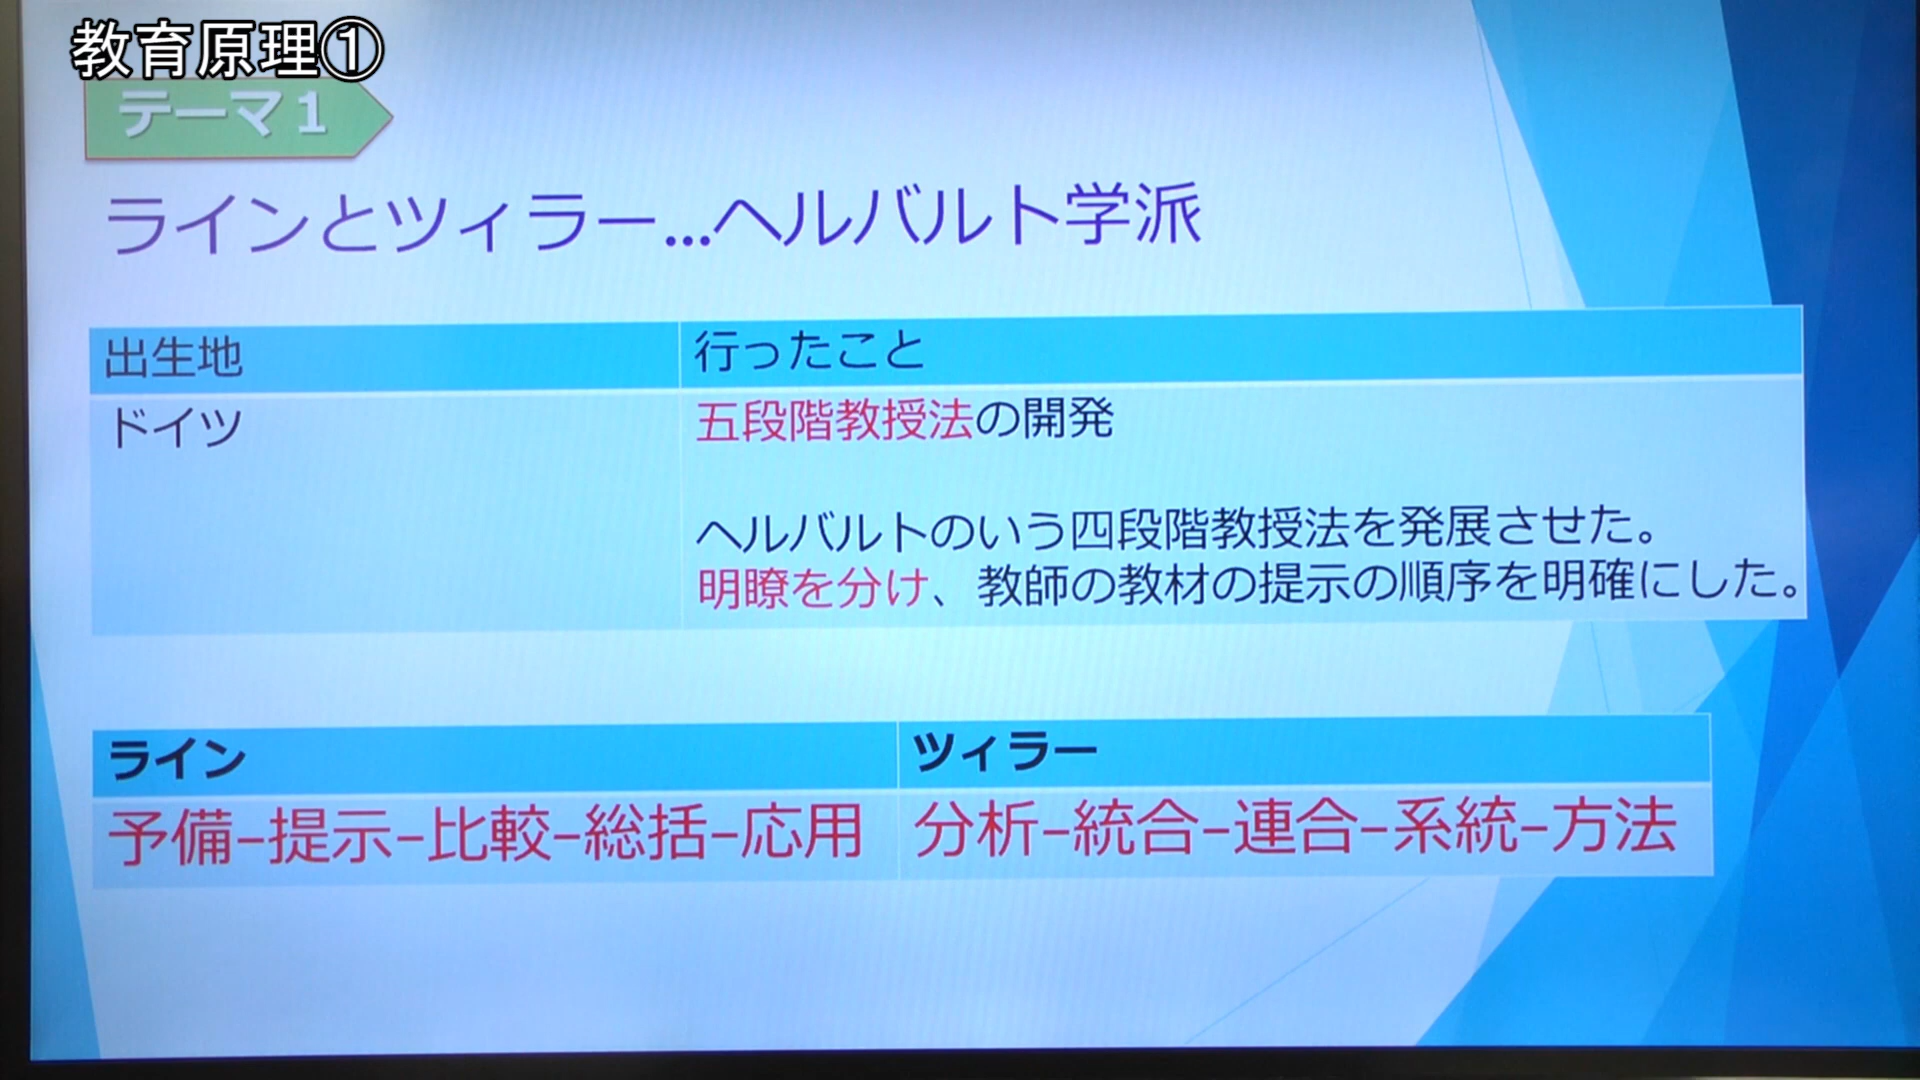 教育原理①
テーマ１
ラインとツィラー…ヘルバルト学派
出生地
行ったこと
ドイツ
五段階教授法の開発
ヘルバルトのいう四段階教授法を発展させた。
明瞭を分け、教師の教材の提示の順序を明確にした。
ライン
ツィラー
予備–提示–比較–総括–応用
分析–統合–連合–系統–方法